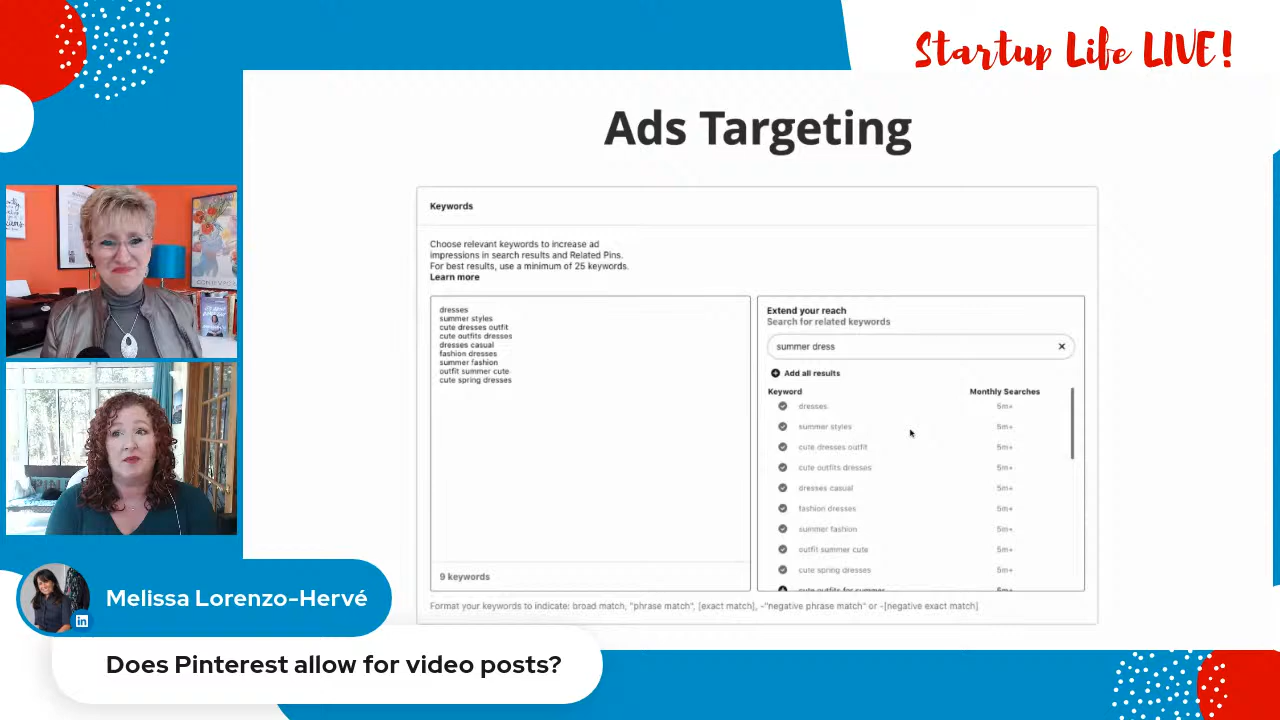 Startup Life LIVE!
Ads Targeting
Keywords
Choose relevant keywords to increase ad
impressions in search results and Related Pins.
For best results, use a minimum of 25 keywords.
Learn more
dresses
summer styles
cute dresses outfit
cute outfits dresses
dresses casual
fashion dresses
summer fashion
outfit summer cute
cute spring dresses
9 keywords
Extend your reach
Search for related keywords
summer dress
Add all results
Keyword Monthly Searches
dresses 5m+
summer styles 5m+
cute dresses outfit 5m+
cute outfits dresses 5m+
dresses casual 5m+
fashion dresses 5m+
summer fashion 5m+
outfit summer cute 5m+
cute spring dresses 5m+
cute outfits for summer 5m+
Format your keywords to indicate: broad match, "phrase match", [exact match], -"negative phrase match" or -[negative exact match]
Melissa Lorenzo-Hervé
in
Does Pinterest allow for video posts?